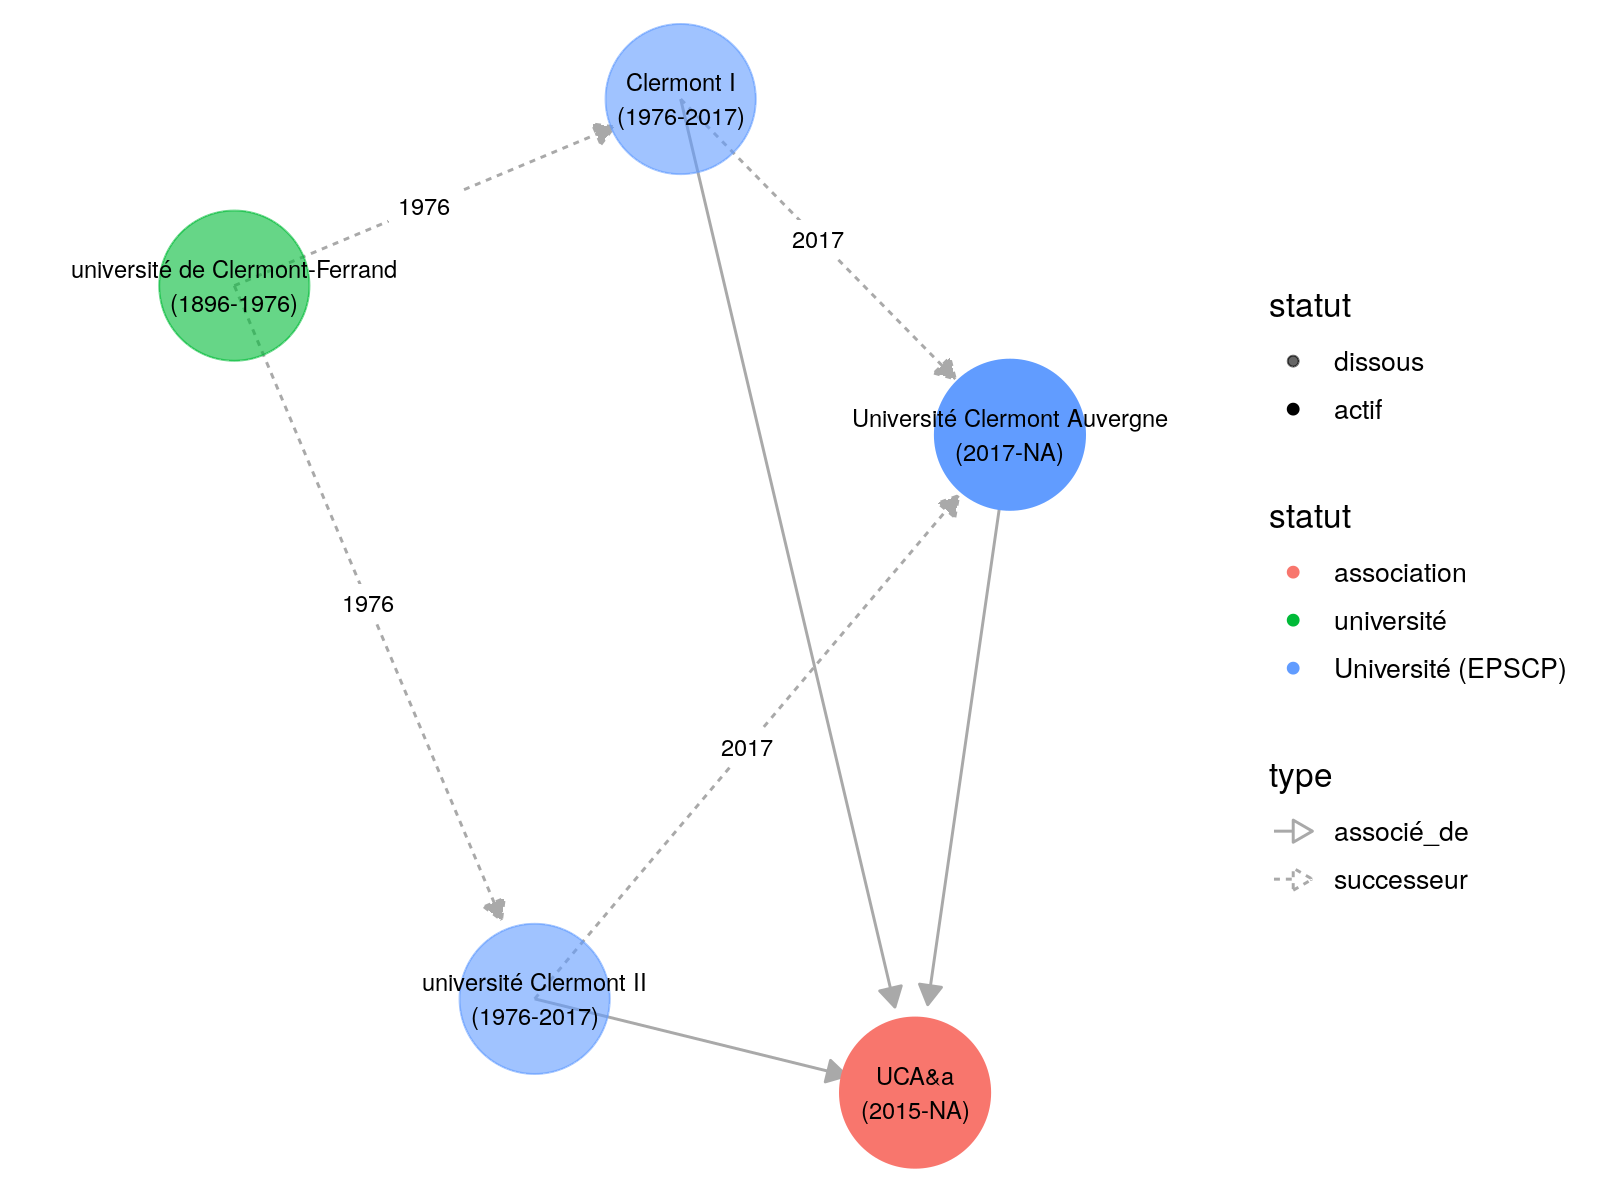 Clermont I
(1976-2017)
1976
2017
université de Clermont-Ferrand
(1896-1976)
Université Clermont Auvergne
(2017-NA)
1976
2017
université Clermont II
(1976-2017)
UCA&a
(2015-NA)
statut
dissous
actif
statut
association
université
Université (EPSCP)
type
associé_de
successeur